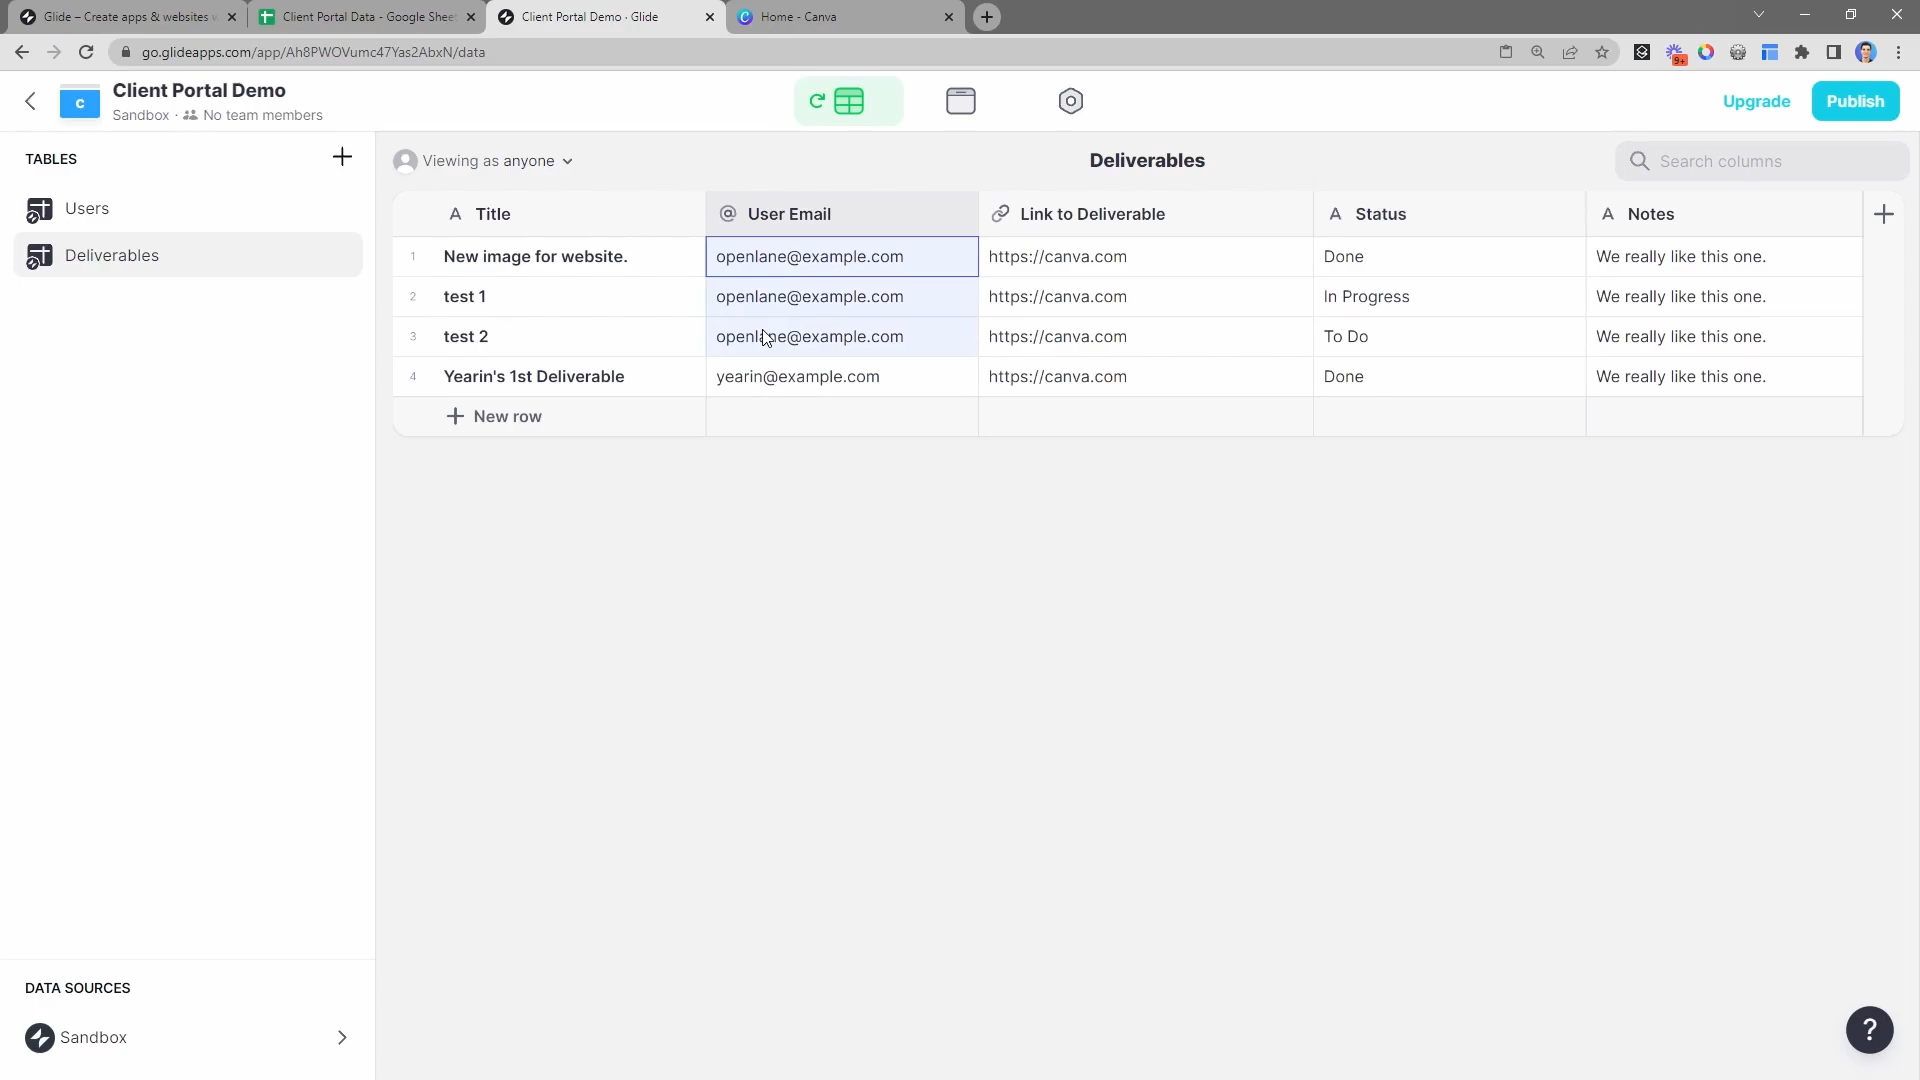 Glide – Create apps & websites w
Client Portal Data - Google Sheet
Client Portal Demo · Glide
Home - Canva
go.glideapps.com/app/Ah8PWOVumc47Yas2AbxN/data
9+
C
Client Portal Demo
Sandbox · No team members
Upgrade
Publish
TABLES
Users
Deliverables
Viewing as anyone
Deliverables
Search columns
Title User Email Link to Deliverable Status Notes
1 New image for website. openlane@example.com https://canva.com Done We really like this one.
2 test 1 openlane@example.com https://canva.com In Progress We really like this one.
3 test 2 openlane@example.com https://canva.com To Do We really like this one.
4 Yearin's 1st Deliverable yearin@example.com https://canva.com Done We really like this one.
New row
DATA SOURCES
Sandbox
?